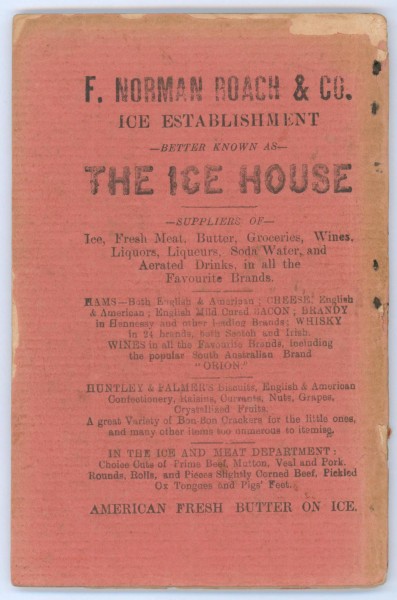 F. NORMAN ROACH & CO.
ICE ESTABLISHMENT
—BETTER KNOWN AS—
THE ICE HOUSE
—SUPPLIERS OF—
Ice, Fresh Meat, Butter, Groceries, Wines,
Liquors, Liqueurs, Soda Water, and
Aerated Drinks, in all the
Favourite Brands.
HAMS—Both English & American; CHEESE, English
& American; English Mild Cured BACON; BRANDY
in Hennessy and other leading Brands; WHISKY
in 24 brands, both Scotch and Irish.
WINES in all the Favourite Brands, including
the popular South Australian Brand
"ORION."
HUNTLEY & PALMER'S Biscuits, English & American
Confectionery, Raisins, Currants, Nuts, Grapes,
Crystallized Fruits.
A great Variety of Bon Bon Crackers for the little ones,
and many other items too numerous to itemise.
IN THE ICE AND MEAT DEPARTMENT:
Choice Cuts of Prime Beef, Mutton, Veal and Pork.
Rounds, Rolls, and Pieces Slightly Corned Beef, Pickled
Ox Tongues and Pigs' Feet.
AMERICAN FRESH BUTTER ON ICE.